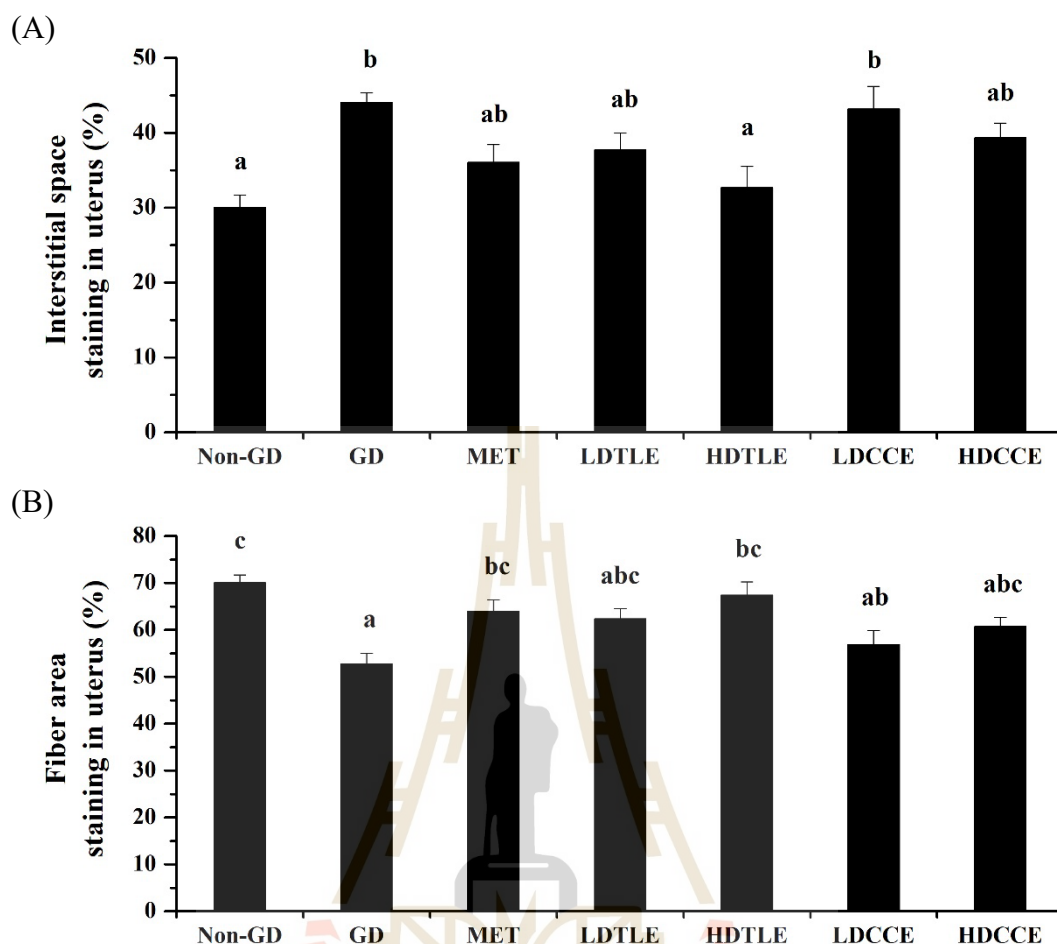 (A)
Interstitial space
staining in uterus (%)
50
40
30
20
10
0
a
b
ab
ab
a
b
ab
Non-GD GD MET LDTLE HDTLE LDCCE HDCCE
(B)
Fiber area
staining in uterus (%)
80
70
60
50
40
30
20
10
0
c
a
bc
abc
bc
ab
abc
Non-GD GD MET LDTLE HDTLE LDCCE HDCCE